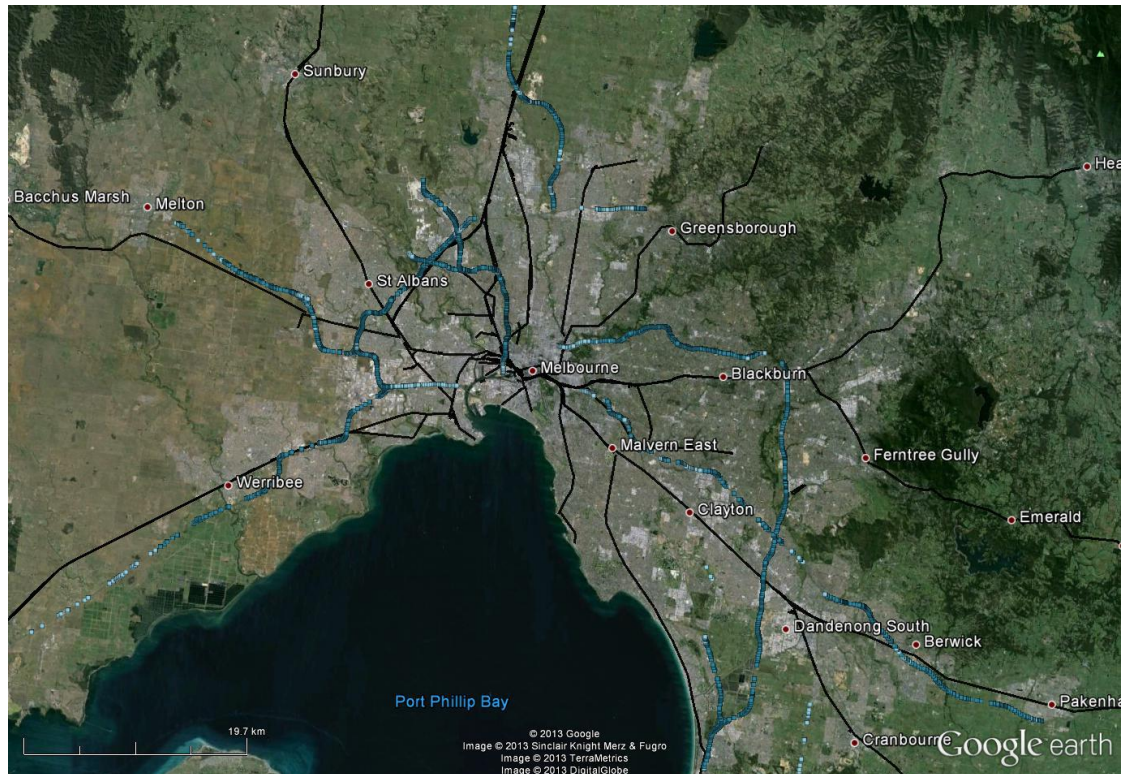 Sunbury
Hea
Bacchus Marsh
Melton
Greensborough
St Albans
Melbourne
Blackburn
Malvern East
Ferntree Gully
Werribee
Clayton
Emerald
Dandenong South
Berwick
Port Phillip Bay
Pakenha
19.7 km
© 2013 Google
Image © 2013 Sinclair Knight Merz & Fugro
Image © 2013 TerraMetrics
Image © 2013 DigitalGlobe
Cranbourne
Google earth